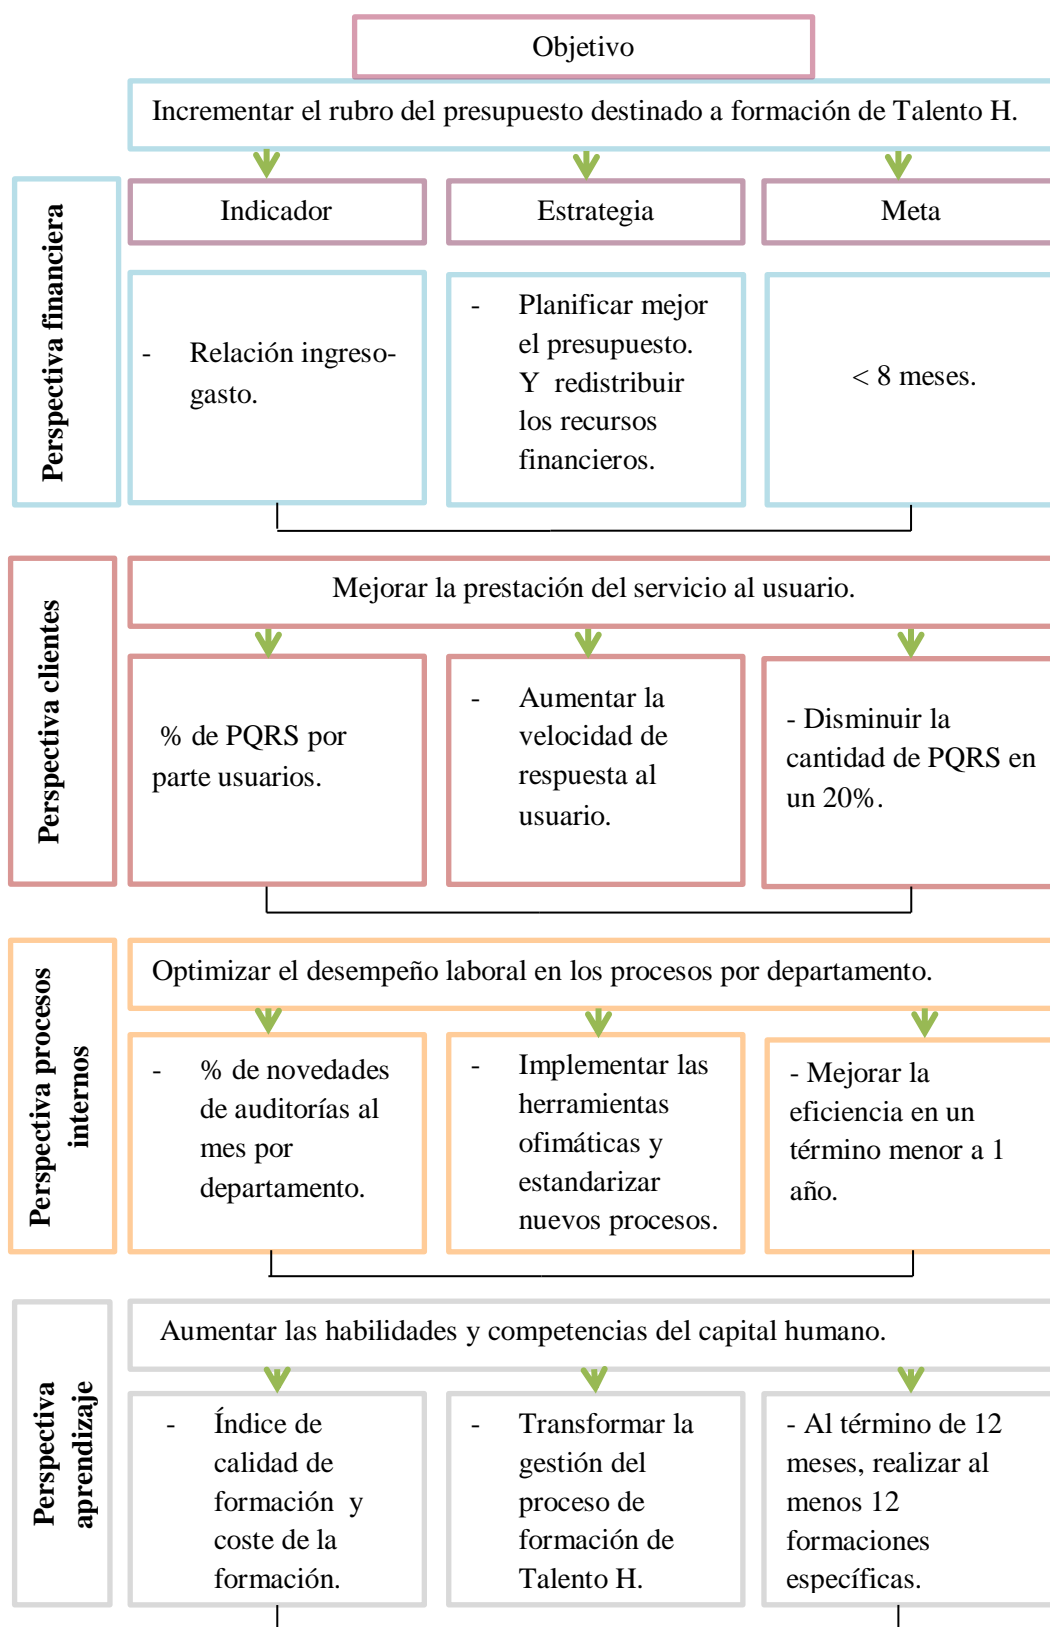 Objetivo
Incrementar el rubro del presupuesto destinado a formación de Talento H.
Perspectiva financiera
Indicador
Estrategia
Meta
- Relación ingreso-
gasto.
- Planificar mejor
el presupuesto.
Y redistribuir
los recursos
financieros.
< 8 meses.
Perspectiva clientes
Mejorar la prestación del servicio al usuario.
% de PQRS por
parte usuarios.
- Aumentar la
velocidad de
respuesta al
usuario.
- Disminuir la
cantidad de PQRS en
un 20%.
Perspectiva procesos
internos
Optimizar el desempeño laboral en los procesos por departamento.
- % de novedades
de auditorías al
mes por
departamento.
- Implementar las
herramientas
ofimáticas y
estandarizar
nuevos procesos.
- Mejorar la
eficiencia en un
término menor a 1
año.
Perspectiva
aprendizaje
Aumentar las habilidades y competencias del capital humano.
- Índice de
calidad de
formación y
coste de la
formación.
- Transformar la
gestión del
proceso de
formación de
Talento H.
- Al término de 12
meses, realizar al
menos 12
formaciones
específicas.